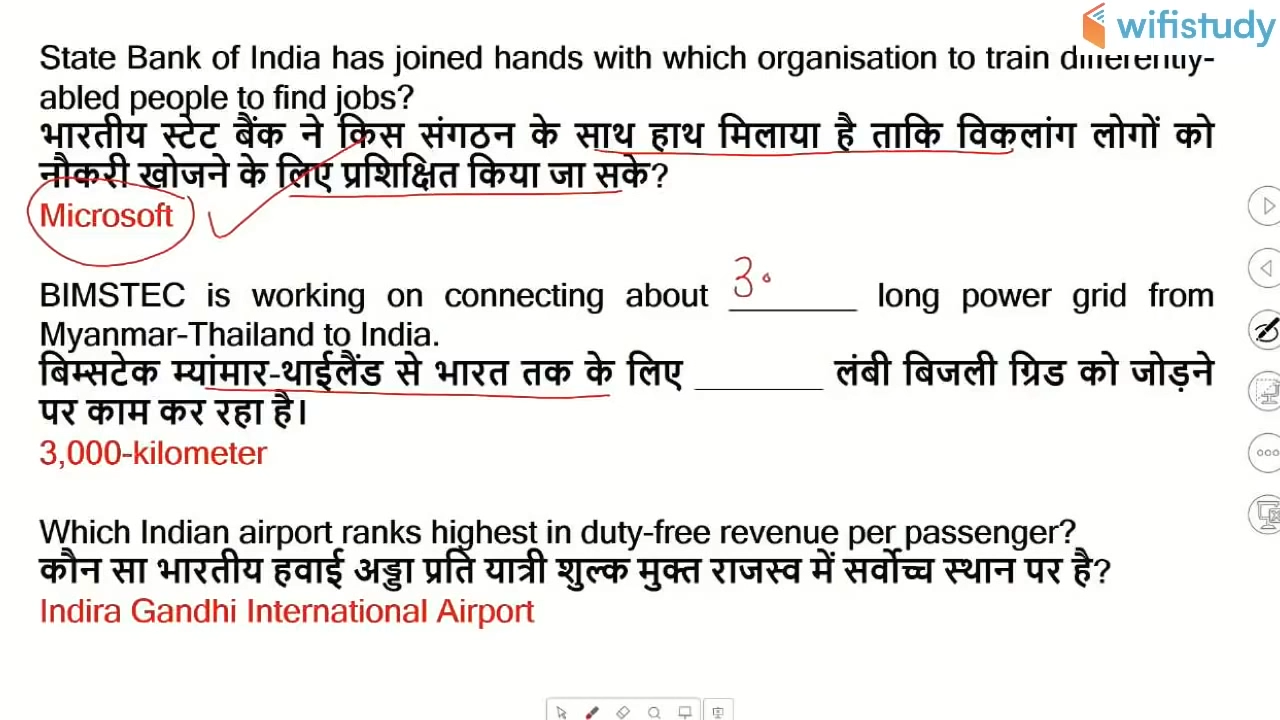 wifistudy
State Bank of India has joined hands with which organisation to train differently-
abled people to find jobs?
भारतीय स्टेट बैंक ने किस संगठन के साथ हाथ मिलाया है ताकि विकलांग लोगों को
नौकरी खोजने के लिए प्रशिक्षित किया जा सके?
Microsoft
30
BIMSTEC is working on connecting about ________ long power grid from
Myanmar-Thailand to India.
बिम्सटेक म्यांमार-थाईलैंड से भारत तक के लिए ________ लंबी बिजली ग्रिड को जोड़ने
पर काम कर रहा है।
3,000-kilometer
Which Indian airport ranks highest in duty-free revenue per passenger?
कौन सा भारतीय हवाई अड्डा प्रति यात्री शुल्क मुक्त राजस्व में सर्वोच्च स्थान पर है?
Indira Gandhi International Airport